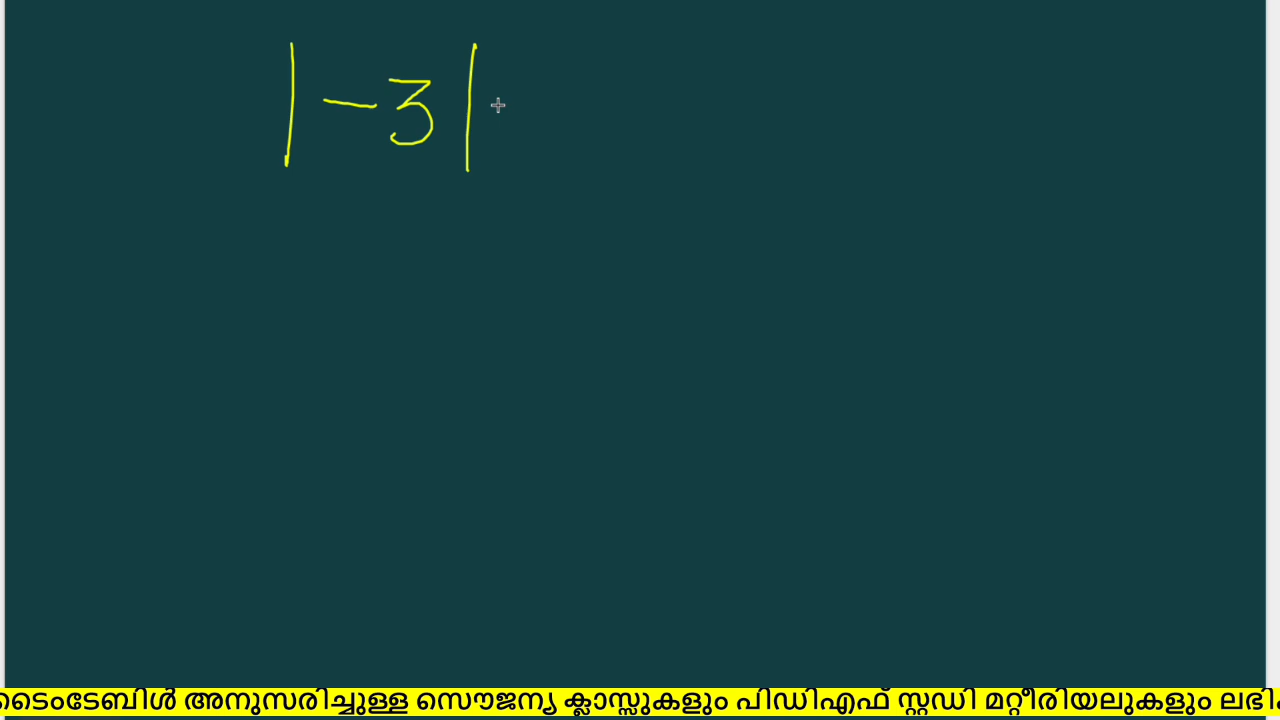 |-3|
ടൈംടേബിൾ അനുസരിച്ചുള്ള സൌജന്യ ക്ലാസ്സുകളും പിഡിഎഫ് സ്റ്റഡി മറ്റീരിയലുകളും